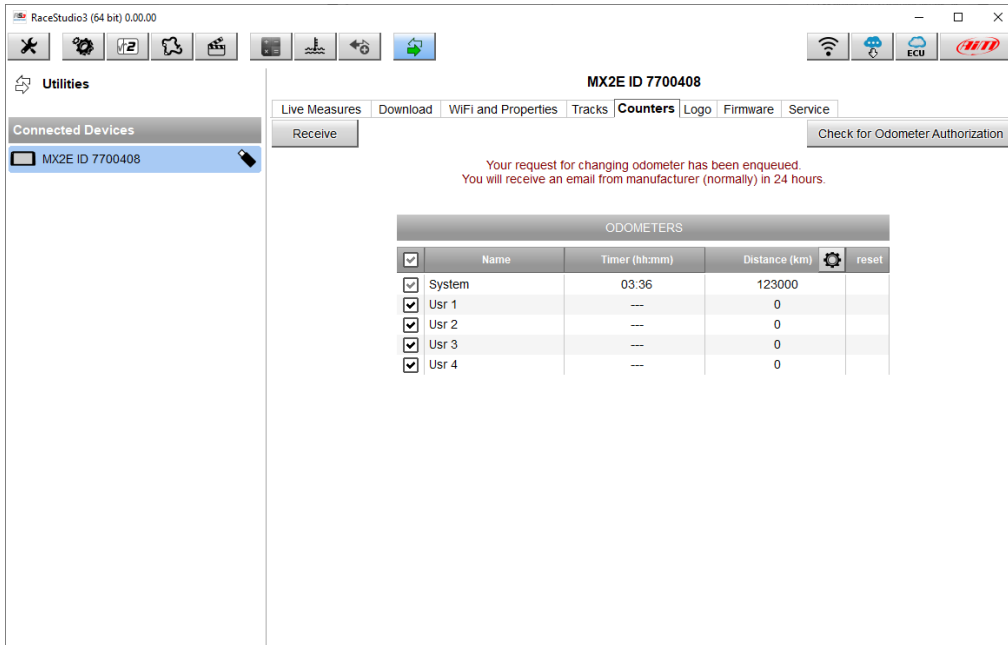 RaceStudio3 (64 bit) 0.00.00
ECU
AiM
Utilities
MX2E ID 7700408
Live Measures Download WiFi and Properties Tracks Counters Logo Firmware Service
Connected Devices
Receive
Check for Odometer Authorization
MX2E ID 7700408
Your request for changing odometer has been enqueued.
You will receive an email from manufacturer (normally) in 24 hours.
ODOMETERS
Name Timer (hh:mm) Distance (km) reset
System 03:36 123000
Usr 1 --- 0
Usr 2 --- 0
Usr 3 --- 0
Usr 4 --- 0